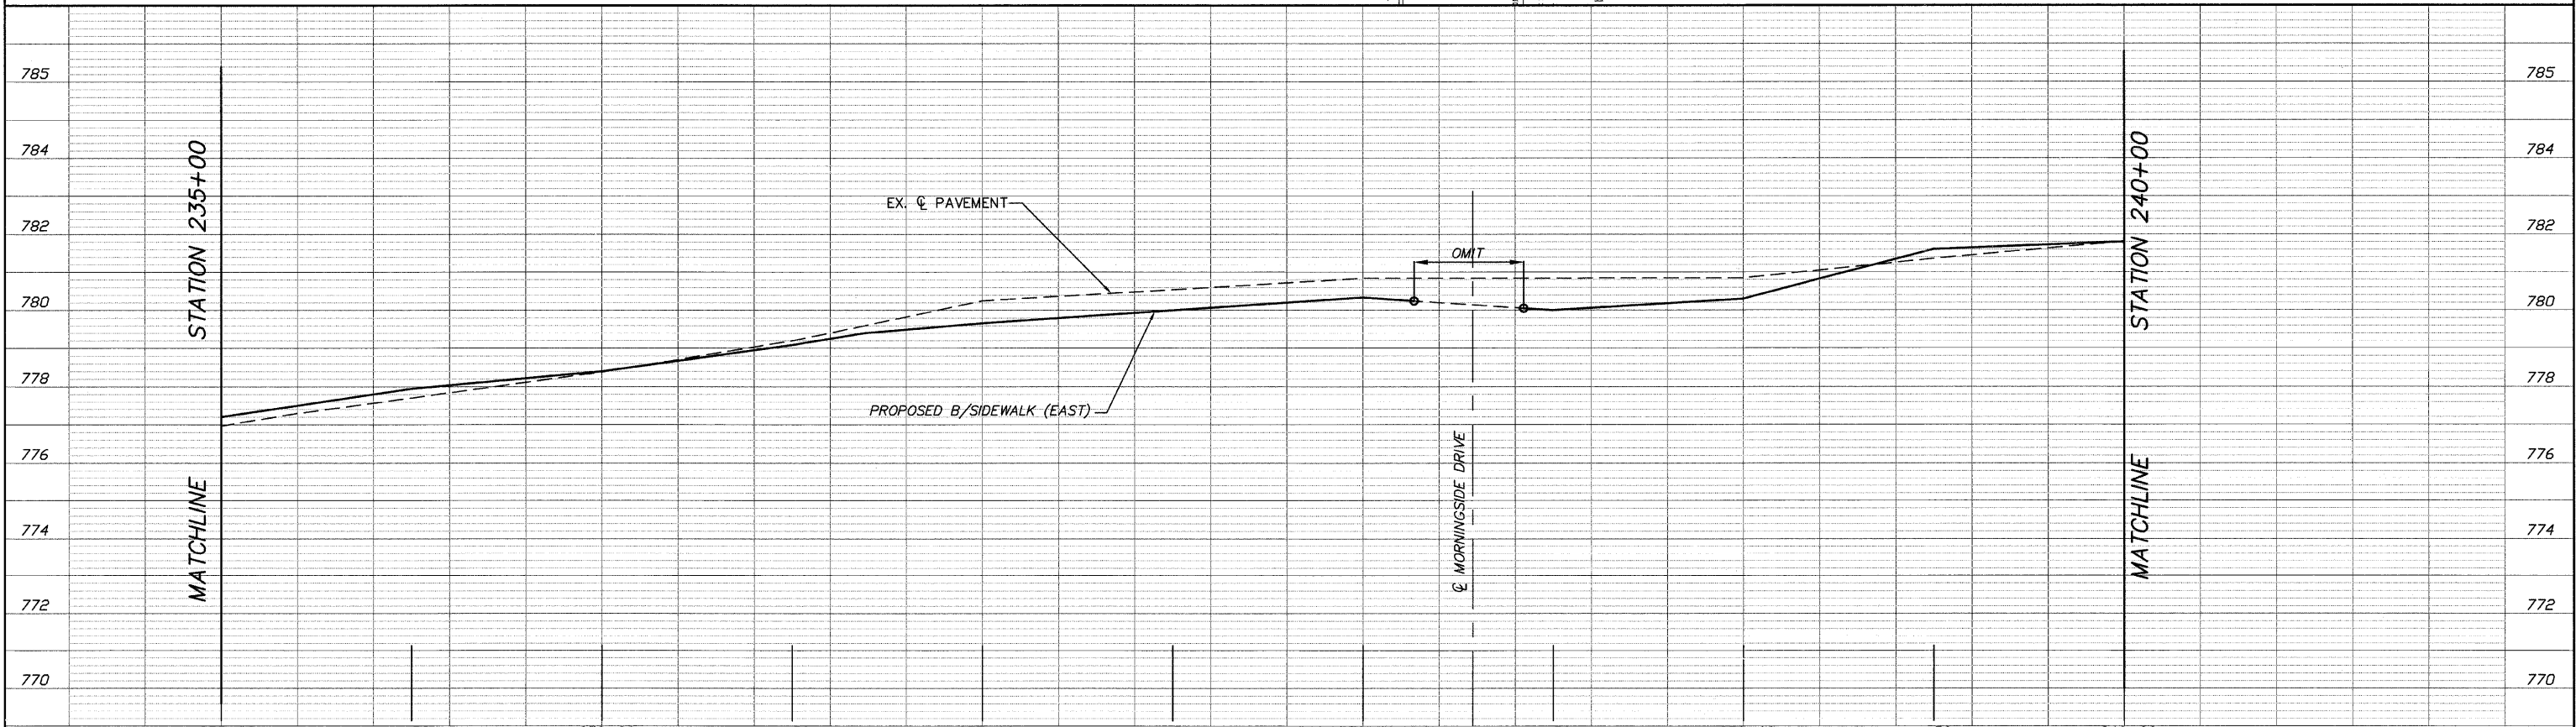 785
785
784
784
782
782
780
780
778
778
776
776
774
774
772
772
770
770
STATION 235+00
MATCHLINE
EX. ℄ PAVEMENT
OMIT
PROPOSED B/SIDEWALK (EAST)
℄ MORNINGSIDE DRIVE
STATION 240+00
MATCHLINE